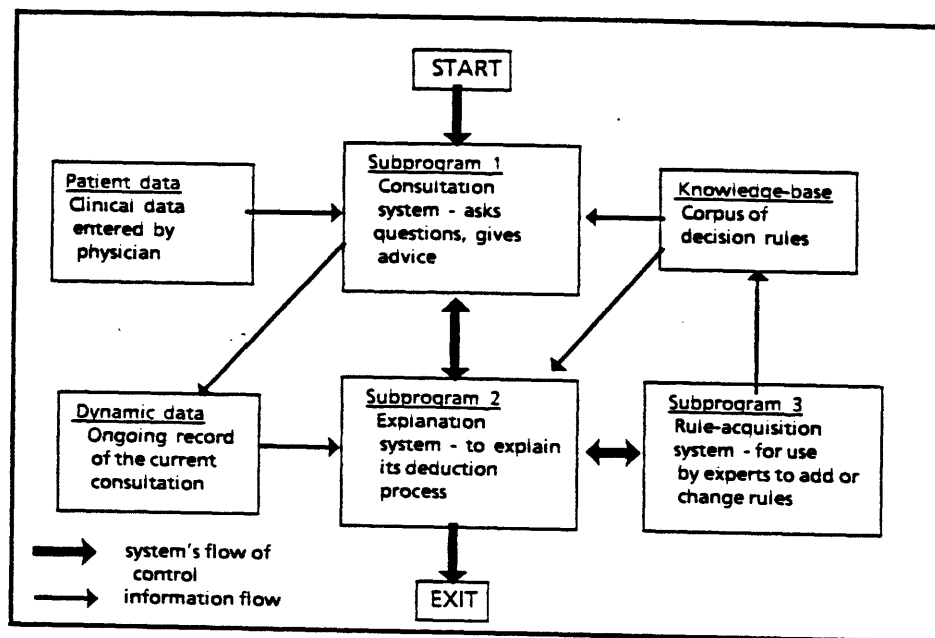 START
Patient data
Clinical data
entered by
physician
Subprogram 1
Consultation
system - asks
questions, gives
advice
Knowledge-base
Corpus of
decision rules
Dynamic data
Ongoing record
of the current
consultation
Subprogram 2
Explanation
system - to explain
its deduction
process
Subprogram 3
Rule-acquisition
system - for use
by experts to add or
change rules
system's flow of
control
information flow
EXIT